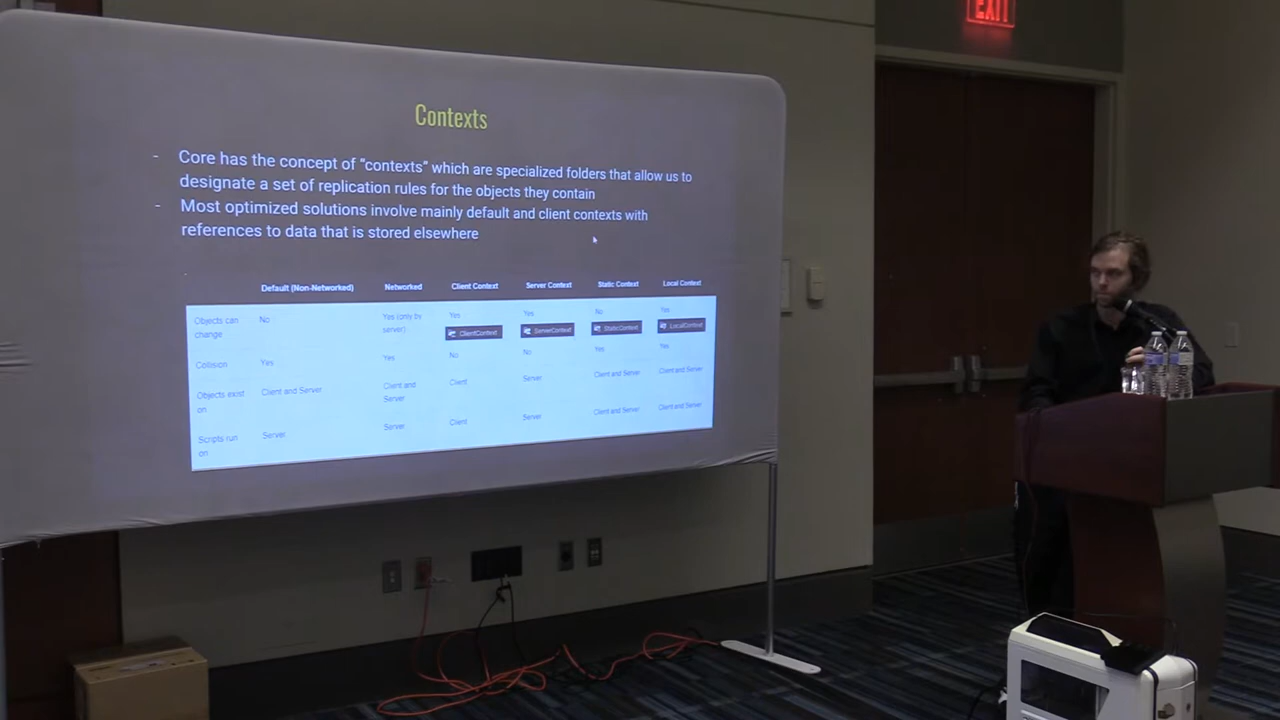 EXIT
Contexts
- Core has the concept of "contexts" which are specialized folders that allow us to
designate a set of replication rules for the objects they contain
- Most optimized solutions involve mainly default and client contexts with
references to data that is stored elsewhere
Default (Non-Networked) Networked Client Context Server Context Static Context Local Context
Objects can change No Yes (only by server) Yes Yes No Yes
ClientContext ServerContext StaticContext LocalContext
Collision Yes Yes No No Yes Yes
Objects exist on Client and Server Client and Server Client Server Client and Server Client and Server
Scripts run on Server Server Client Server Client and Server Client and Server